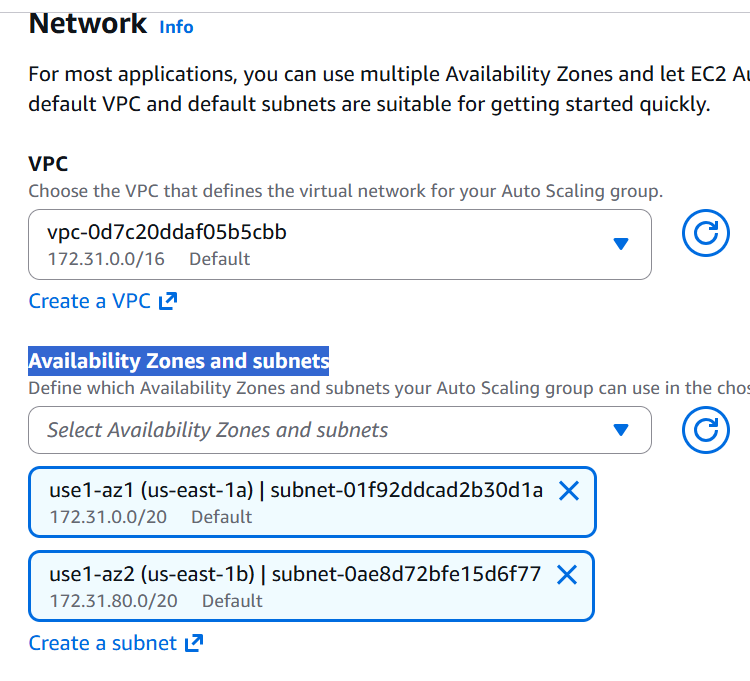 Network Info
For most applications, you can use multiple Availability Zones and let EC2 Au
default VPC and default subnets are suitable for getting started quickly.
VPC
Choose the VPC that defines the virtual network for your Auto Scaling group.
vpc-0d7c20ddaf05b5cbb
172.31.0.0/16 Default
Create a VPC
Availability Zones and subnets
Define which Availability Zones and subnets your Auto Scaling group can use in the chos
Select Availability Zones and subnets
use1-az1 (us-east-1a) | subnet-01f92ddcad2b30d1a
172.31.0.0/20 Default
use1-az2 (us-east-1b) | subnet-0ae8d72bfe15d6f77
172.31.80.0/20 Default
Create a subnet